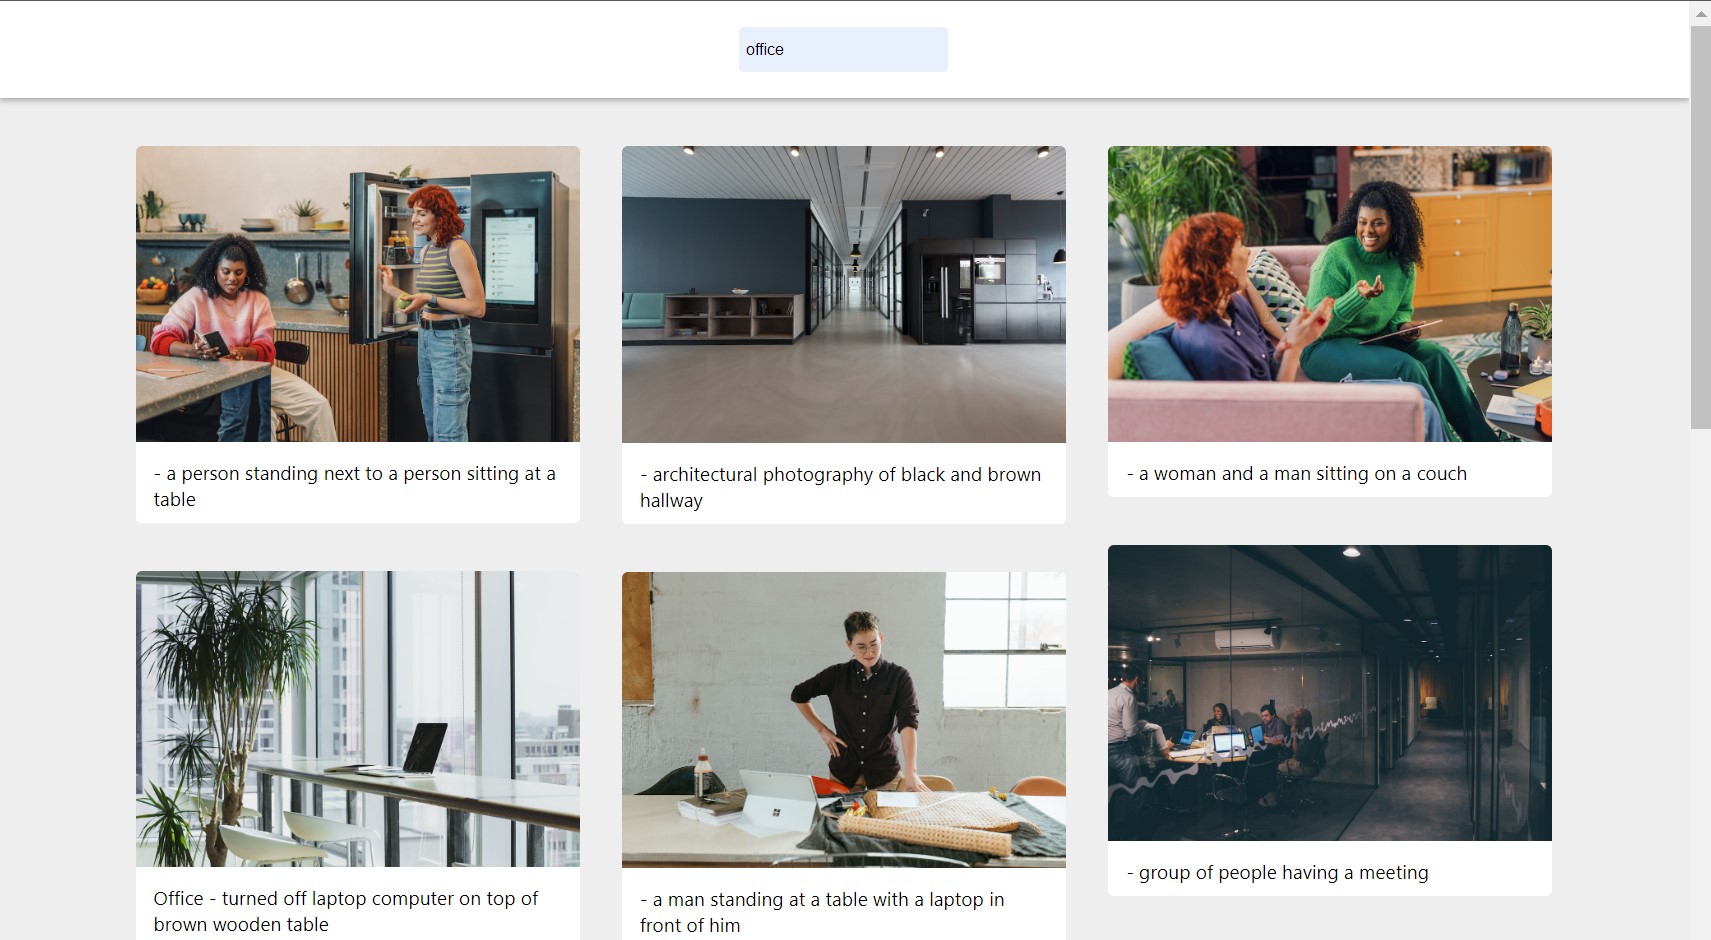 office
- a person standing next to a person sitting at a
table
- architectural photography of black and brown
hallway
- a woman and a man sitting on a couch
Office - turned off laptop computer on top of
brown wooden table
- a man standing at a table with a laptop in
front of him
- group of people having a meeting